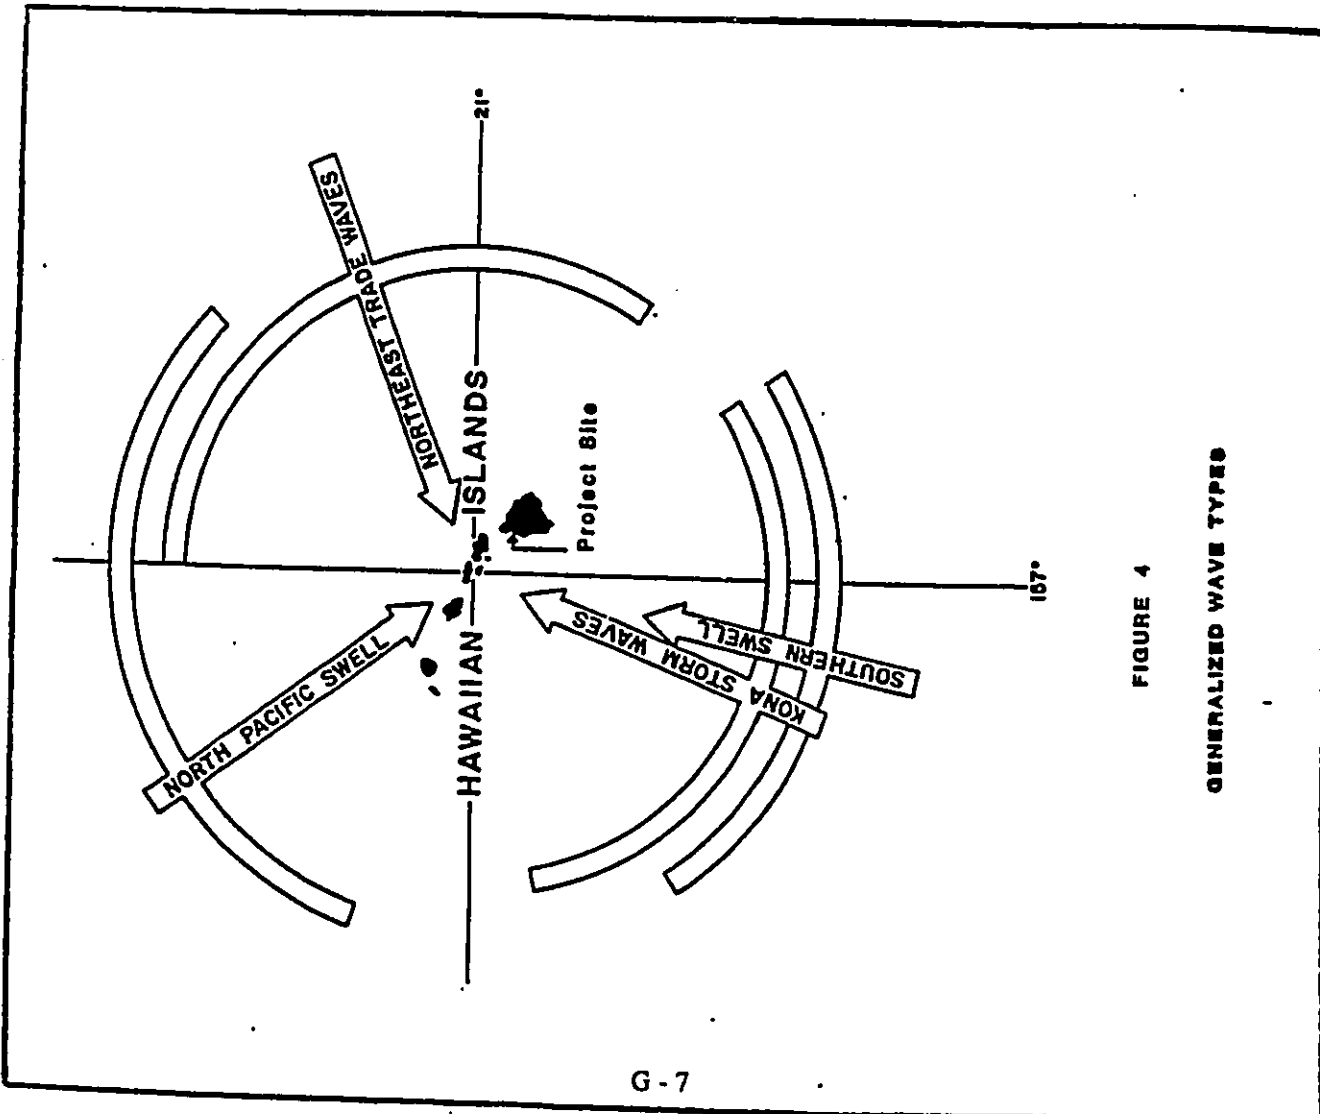 NORTHEAST TRADE WAVES
21°
NORTH PACIFIC SWELL
HAWAIIAN
ISLANDS
Project Site
KONA STORM WAVES
SOUTHERN SWELL
157°
FIGURE 4
GENERALIZED WAVE TYPES
G-7